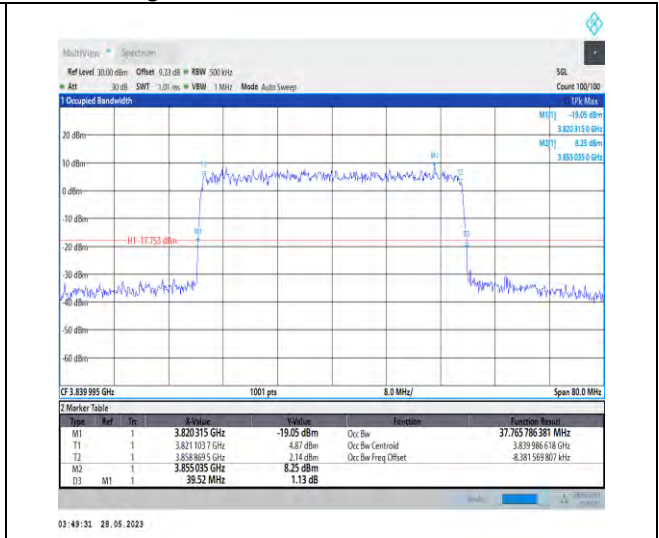 MultiView Spectrum
Ref Level 30.00 dBm Offset 9.33 dB RBW 500 kHz SGL
Att 30 dB SWT 1.01 ms VBW 1 MHz Mode Auto Sweep Count 100/100
1 Occupied Bandwidth 1Pk Max
M1[1] -19.05 dBm
3.820 315 0 GHz
M2[1] 8.25 dBm
3.855 035 0 GHz
20 dBm
10 dBm
0 dBm
-10 dBm
-20 dBm
-30 dBm
-40 dBm
-50 dBm
-60 dBm
H1 -17.753 dBm
M1
T2
D3
CF 3.839 995 GHz 1001 pts 8.0 MHz/ Span 80.0 MHz
2 Marker Table
Type Ref Trc X-Value Y-Value Function Function Result
M1 1 3.820 315 GHz -19.05 dBm Occ Bw 37.765 786 381 MHz
T1 1 3.821 103 7 GHz 4.87 dBm Occ Bw Centroid 3.839 986 618 GHz
T2 1 3.858 869 5 GHz 2.14 dBm Occ Bw Freq Offset -8.381 569 807 kHz
M2 1 3.855 035 GHz 8.25 dBm
D3 M1 1 39.52 MHz 1.13 dB
03:49:31 28.05.2023